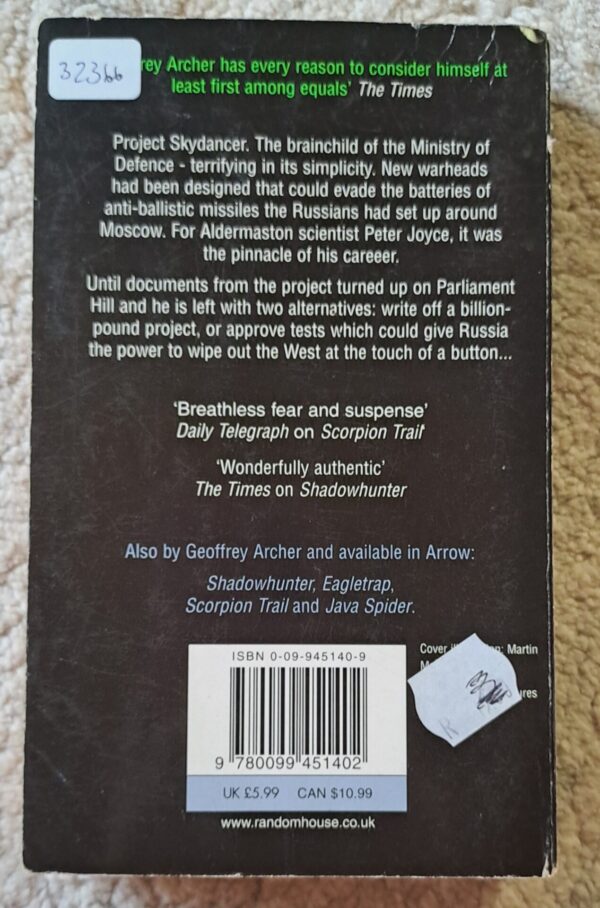 32366
rey Archer has every reason to consider himself at
least first among equals' The Times
Project Skydancer. The brainchild of the Ministry of
Defence - terrifying in its simplicity. New warheads
had been designed that could evade the batteries of
anti-ballistic missiles the Russians had set up around
Moscow. For Aldermaston scientist Peter Joyce, it was
the pinnacle of his careeer.
Until documents from the project turned up on Parliament
Hill and he is left with two alternatives: write off a billion-
pound project, or approve tests which could give Russia
the power to wipe out the West at the touch of a button...
'Breathless fear and suspense'
Daily Telegraph on Scorpion Trail
'Wonderfully authentic'
The Times on Shadowhunter
Also by Geoffrey Archer and available in Arrow:
Shadowhunter, Eagletrap,
Scorpion Trail and Java Spider.
ISBN 0-09-945140-9
9 780099 451402
UK £5.99 CAN $10.99
www.randomhouse.co.uk
Cover : Martin